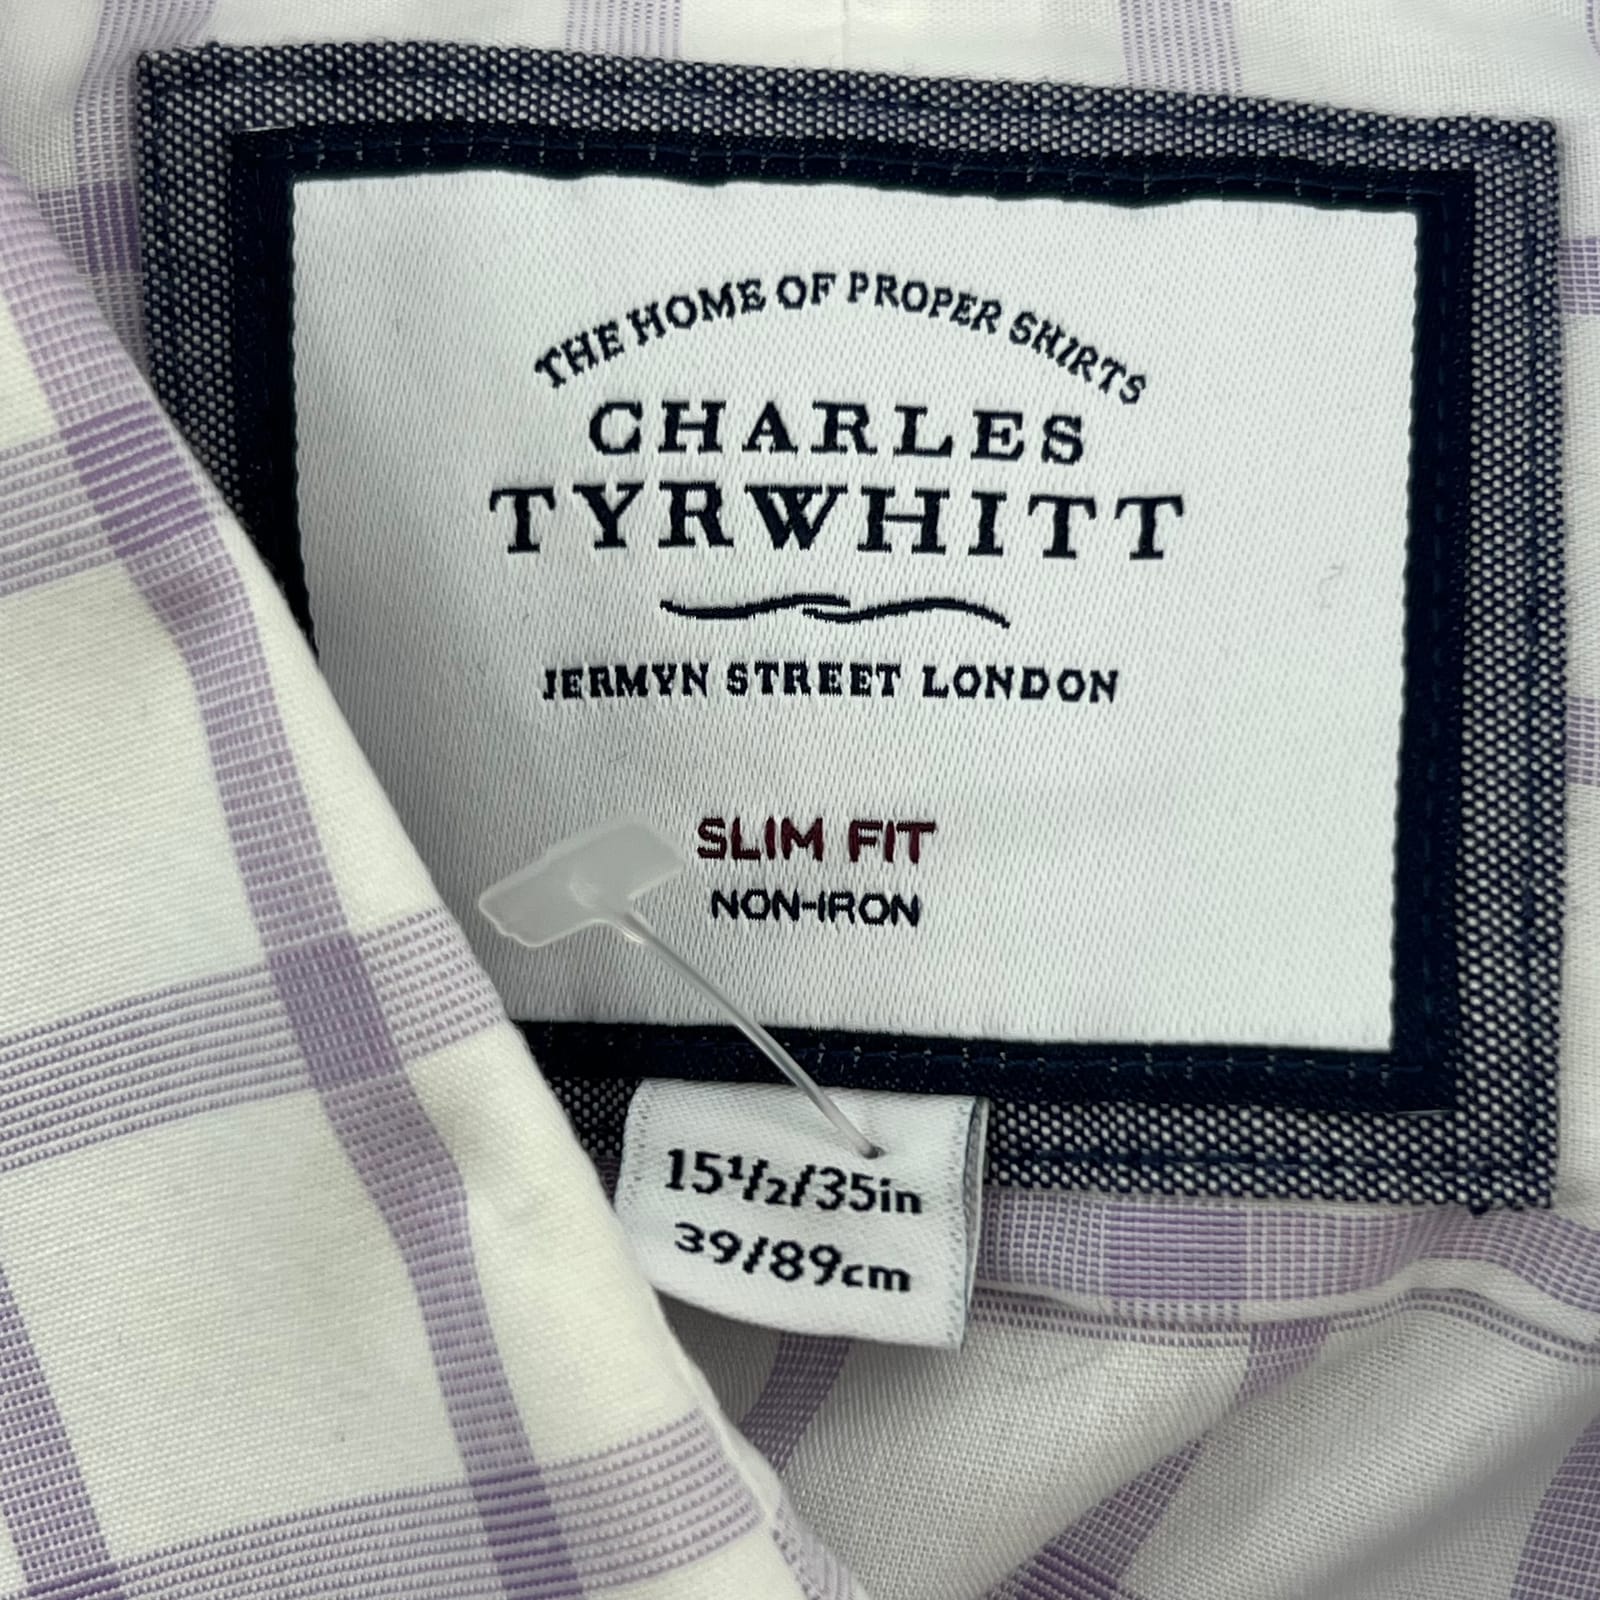 THE HOME OF PROPER SHIRTS
CHARLES
TYRWHITT
JERMYN STREET LONDON
SLIM FIT
NON-IRON
15½/35in
39/89cm